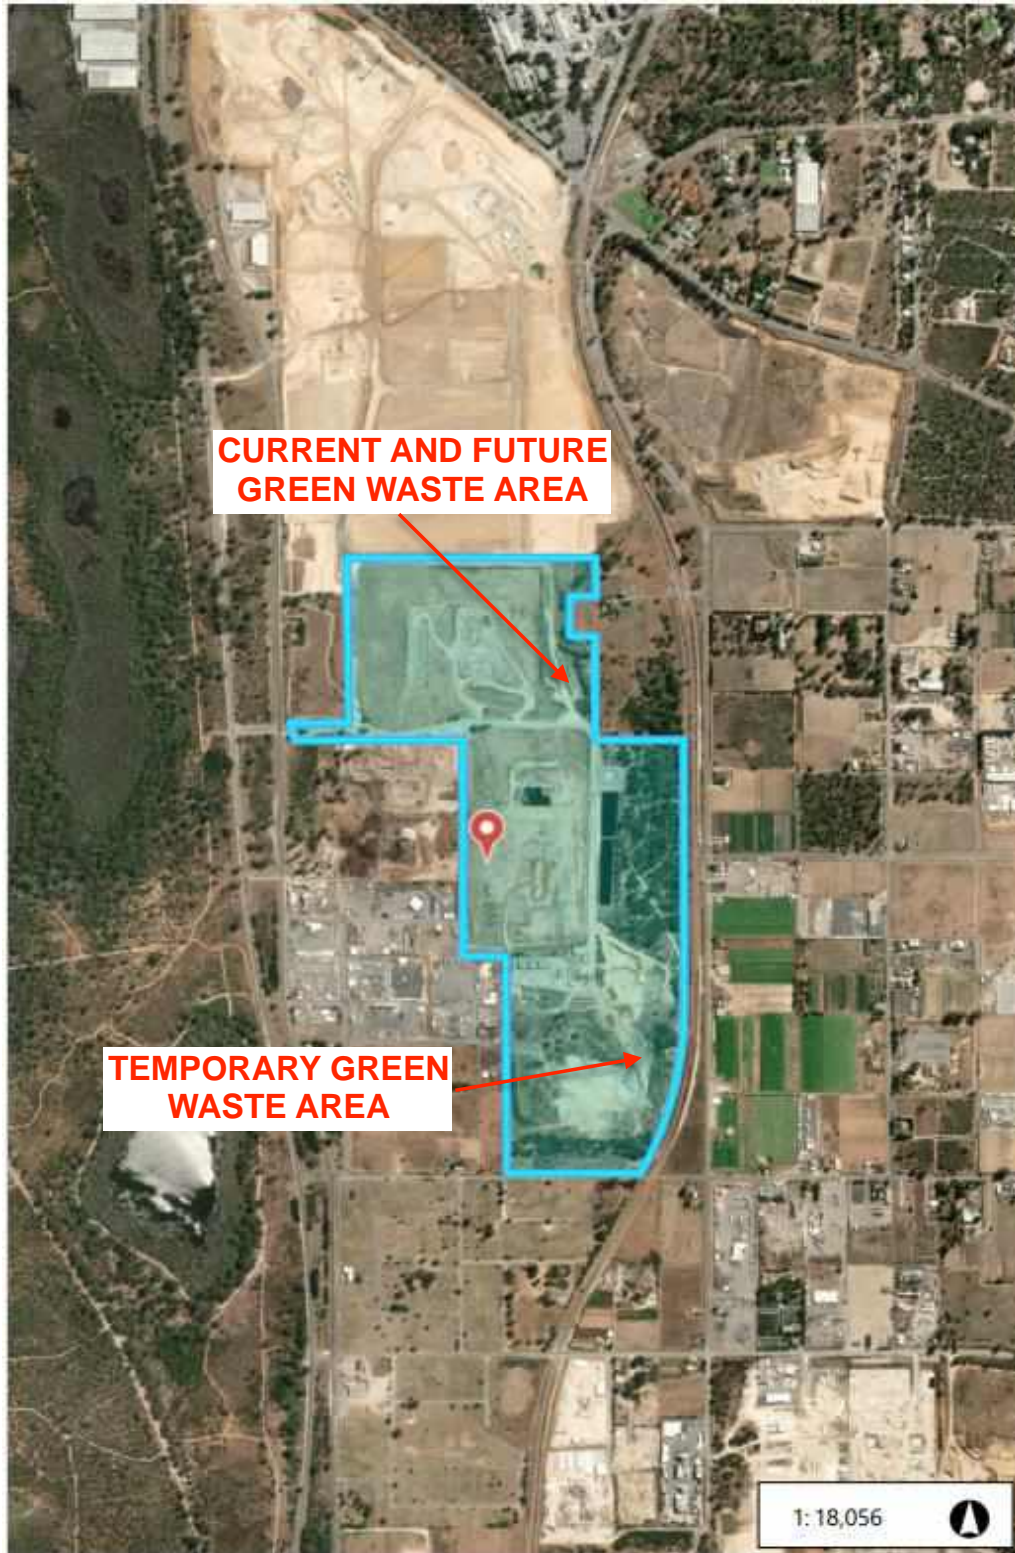 CURRENT AND FUTURE
GREEN WASTE AREA
TEMPORARY GREEN
WASTE AREA
1: 18,056